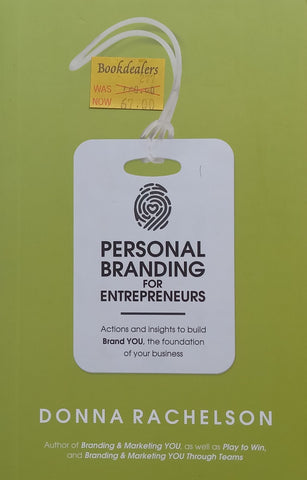 Bookdealers
WAS
NOW 67.00
PERSONAL
BRANDING
FOR
ENTREPRENEURS
Actions and insights to build
Brand YOU, the foundation
of your business
DONNA RACHELSON
Author of Branding & Marketing YOU, as well as Play to Win,
and Branding & Marketing YOU Through Teams